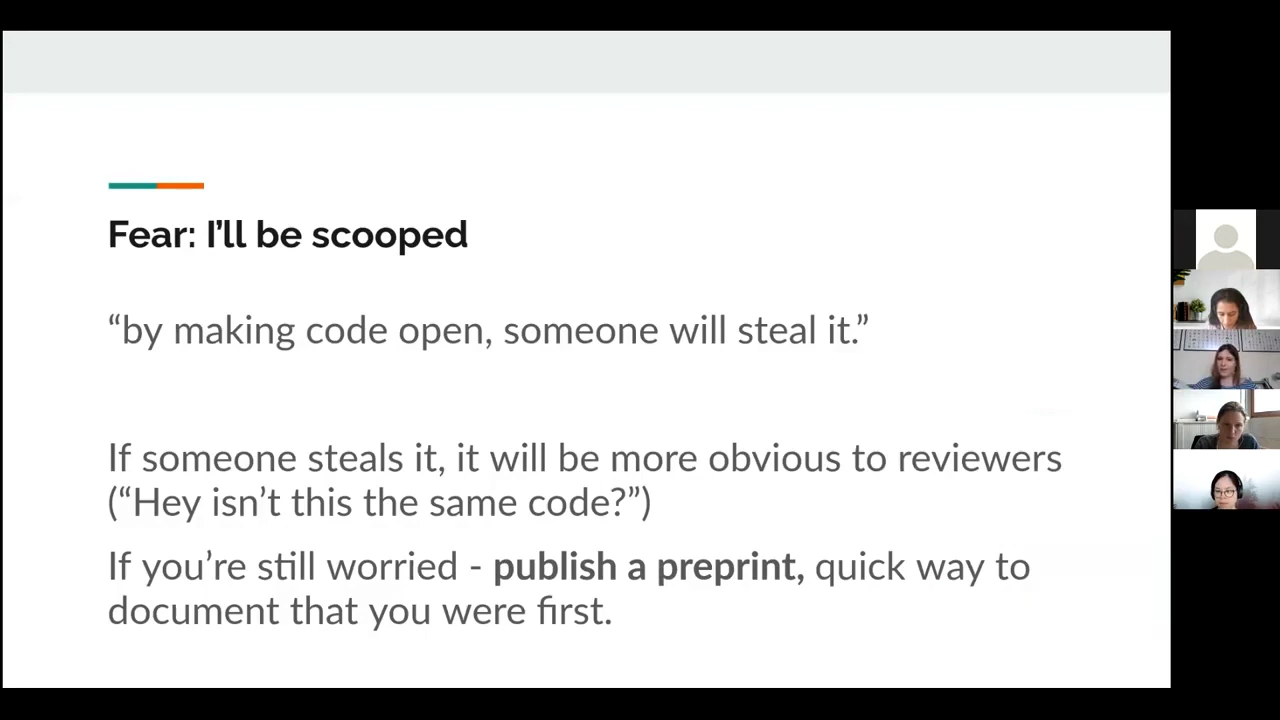 Fear: I’ll be scooped
“by making code open, someone will steal it.”
If someone steals it, it will be more obvious to reviewers
(“Hey isn’t this the same code?”)
If you’re still worried - publish a preprint, quick way to
document that you were first.